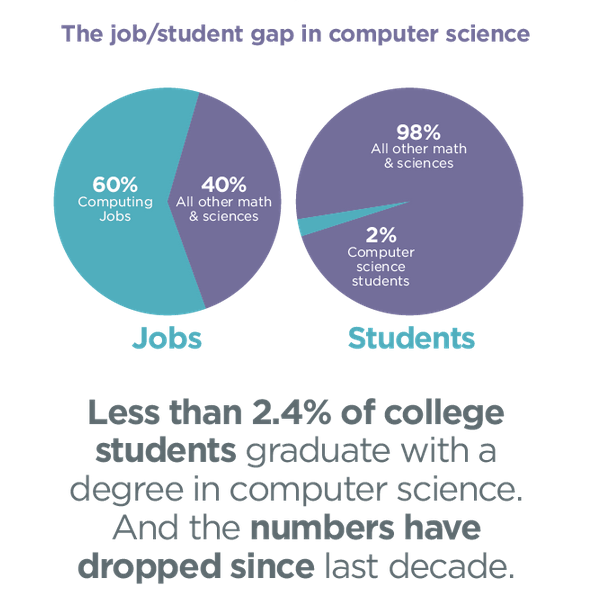 The job/student gap in computer science
60%
Computing
Jobs
40%
All other math
& sciences
Jobs
98%
All other math
& sciences
2%
Computer
science
students
Students
Less than 2.4% of college
students graduate with a
degree in computer science.
And the numbers have
dropped since last decade.